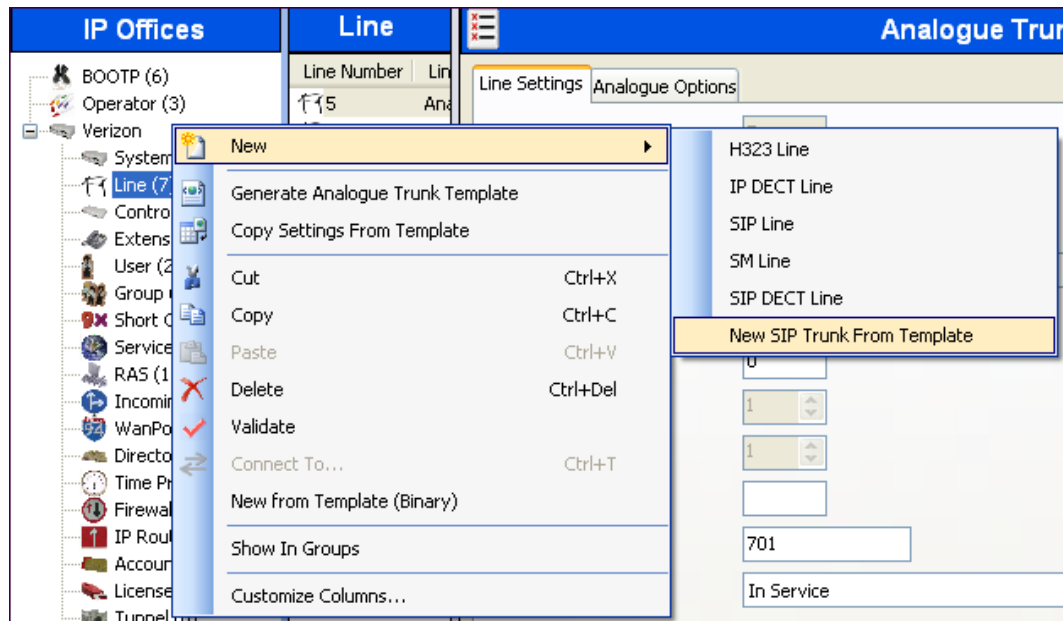 IP Offices
Line
Analogue Trun
BOOTP (6)
Operator (3)
Verizon
System
Line (7
Contro
Extens
User (2
Group
Short C
Service
RAS (1
Incomin
WanPo
Directo
Time Pr
Firewal
IP Rou
Accoun
License
Tunnel
Line Number Lin
5 Ana
Line Settings
Analogue Options
New
Generate Analogue Trunk Template
Copy Settings From Template
Cut Ctrl+X
Copy Ctrl+C
Paste Ctrl+V
Delete Ctrl+Del
Validate
Connect To... Ctrl+T
New from Template (Binary)
Show In Groups
Customize Columns...
H323 Line
IP DECT Line
SIP Line
SM Line
SIP DECT Line
New SIP Trunk From Template
0
1
1
701
In Service